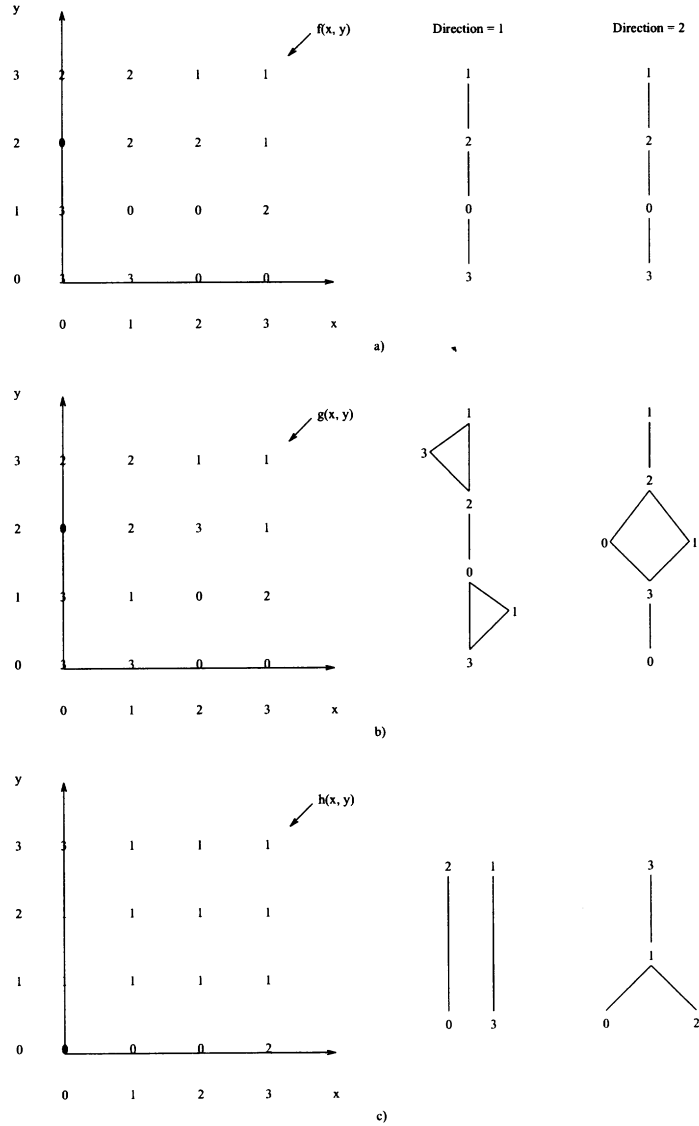 y
f(x, y) Direction = 1 Direction = 2
3 2 2 1 1 1 1
2 0 2 2 1 2 2
1 3 0 0 2 0 0
0 3 3 0 0 3 3
0 1 2 3 x
a)
y
g(x, y) 1 1
3 2 2 1 1 3 2
2 0 2 3 1 2 0 1
1 3 1 0 2 0 1 3
0 3 3 0 0 3 0
0 1 2 3 x
b)
y
h(x, y)
3 3 1 1 1 2 1 3
2 1 1 1 1
1 1 1 1 1
0 0 0 0 2 0 3 0 2
0 1 2 3 x
c)